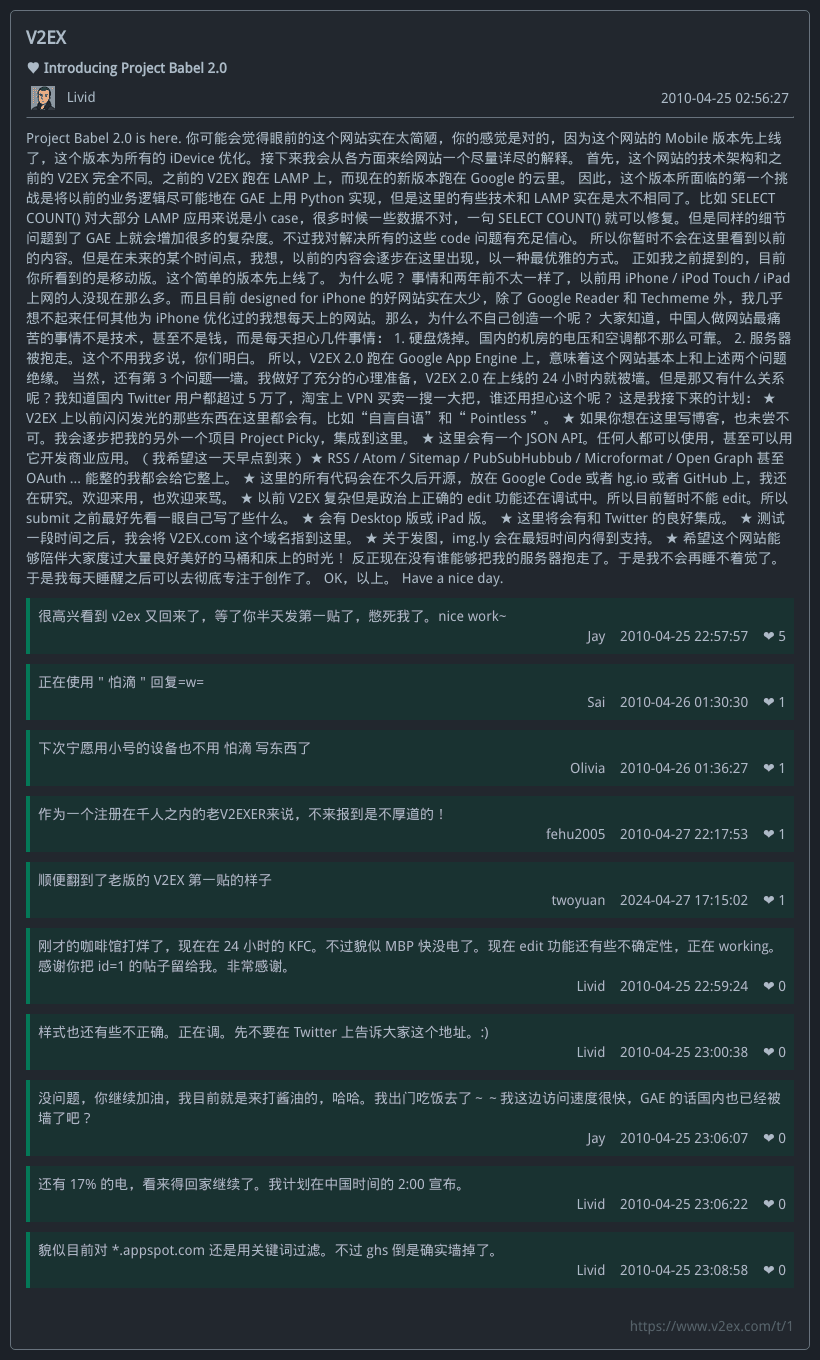 V2EX
♥ Introducing Project Babel 2.0
Livid 2010-04-25 02:56:27
Project Babel 2.0 is here. 你可能会觉得眼前的这个网站实在太简陋，你的感觉是对的，因为这个网站的 Mobile 版本先上线
了，这个版本为所有的 iDevice 优化。接下来我会从各方面来给网站一个尽量详尽的解释。 首先，这个网站的技术架构和之
前的 V2EX 完全不同。之前的 V2EX 跑在 LAMP 上，而现在的新版本跑在 Google 的云里。 因此，这个版本所面临的第一个挑
战是将以前的业务逻辑尽可能地在 GAE 上用 Python 实现，但是这里的有些技术和 LAMP 实在是太不相同了。比如 SELECT
COUNT() 对大部分 LAMP 应用来说是小 case，很多时候一些数据不对，一句 SELECT COUNT() 就可以修复。但是同样的细节
问题到了 GAE 上就会增加很多的复杂度。不过我对解决所有的这些 code 问题有充足信心。 所以你暂时不会在这里看到以前
的内容。但是在未来的某个时间点，我想，以前的内容会逐步在这里出现，以一种最优雅的方式。 正如我之前提到的，目前
你所看到的是移动版。这个简单的版本先上线了。 为什么呢？ 事情和两年前不太一样了，以前用 iPhone / iPod Touch / iPad
上网的人没现在那么多。而且目前 designed for iPhone 的好网站实在太少，除了 Google Reader 和 Techmeme 外，我几乎
想不起来任何其他为 iPhone 优化过的我想每天上的网站。那么，为什么不自己创造一个呢？ 大家知道，中国人做网站最痛
苦的事情不是技术，甚至不是钱，而是每天担心几件事情： 1. 硬盘烧掉。国内的机房的电压和空调都不那么可靠。 2. 服务器
被抱走。这个不用我多说，你们明白。 所以，V2EX 2.0 跑在 Google App Engine 上，意味着这个网站基本上和上述两个问题
绝缘。 当然，还有第 3 个问题──墙。我做好了充分的心理准备，V2EX 2.0 在上线的 24 小时内就被墙。但是那又有什么关系
呢？我知道国内 Twitter 用户都超过 5 万了，淘宝上 VPN 买卖一搜一大把，谁还用担心这个呢？ 这是我接下来的计划： ★
V2EX 上以前闪闪发光的那些东西在这里都会有。比如“自言自语”和“ Pointless ”。 ★ 如果你想在这里写博客，也未尝不
可。我会逐步把我的另外一个项目 Project Picky，集成到这里。 ★ 这里会有一个 JSON API。任何人都可以使用，甚至可以用
它开发商业应用。（ 我希望这一天早点到来 ） ★ RSS / Atom / Sitemap / PubSubHubbub / Microformat / Open Graph 甚至
OAuth ... 能整的我都会给它整上。 ★ 这里的所有代码会在不久后开源，放在 Google Code 或者 hg.io 或者 GitHub 上，我还
在研究。欢迎来用，也欢迎来骂。 ★ 以前 V2EX 复杂但是政治上正确的 edit 功能还在调试中。所以目前暂时不能 edit。所以
submit 之前最好先看一眼自己写了些什么。 ★ 会有 Desktop 版或 iPad 版。 ★ 这里将会有和 Twitter 的良好集成。 ★ 测试
一段时间之后，我会将 V2EX.com 这个域名指到这里。 ★ 关于发图，img.ly 会在最短时间内得到支持。 ★ 希望这个网站能
够陪伴大家度过大量良好美好的马桶和床上的时光！ 反正现在没有谁能够把我的服务器抱走了。于是我不会再睡不着觉了。
于是我每天睡醒之后可以去彻底专注于创作了。 OK，以上。 Have a nice day.
很高兴看到 v2ex 又回来了，等了你半天发第一贴了，憋死我了。nice work~
Jay 2010-04-25 22:57:57 ❤ 5
正在使用 " 怕滴 " 回复=w=
Sai 2010-04-26 01:30:30 ❤ 1
下次宁愿用小号的设备也不用 怕滴 写东西了
Olivia 2010-04-26 01:36:27 ❤ 1
作为一个注册在千人之内的老V2EXER来说，不来报到是不厚道的！
fehu2005 2010-04-27 22:17:53 ❤ 1
顺便翻到了老版的 V2EX 第一贴的样子
twoyuan 2024-04-27 17:15:02 ❤ 1
刚才的咖啡馆打烊了，现在在 24 小时的 KFC。不过貌似 MBP 快没电了。现在 edit 功能还有些不确定性，正在 working。
感谢你把 id=1 的帖子留给我。非常感谢。
Livid 2010-04-25 22:59:24 ❤ 0
样式也还有些不正确。正在调。先不要在 Twitter 上告诉大家这个地址。:)
Livid 2010-04-25 23:00:38 ❤ 0
没问题，你继续加油，我目前就是来打酱油的，哈哈。我出门吃饭去了 ~ ~ 我这边访问速度很快，GAE 的话国内也已经被
墙了吧？
Jay 2010-04-25 23:06:07 ❤ 0
还有 17% 的电，看来得回家继续了。我计划在中国时间的 2:00 宣布。
Livid 2010-04-25 23:06:22 ❤ 0
貌似目前对 *.appspot.com 还是用关键词过滤。不过 ghs 倒是确实墙掉了。
Livid 2010-04-25 23:08:58 ❤ 0
https://www.v2ex.com/t/1